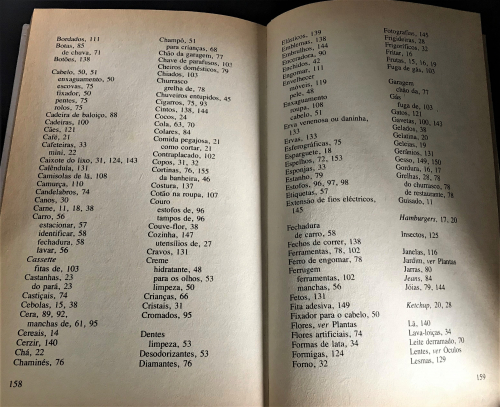 Bordados, 111
Botas, 85
de chuva, 71
Botões, 138
Cabelo, 50, 51
enxaguamento, 50
escovas, 75
fixador, 50
pentes, 75
rolos, 75
Cadeira de baloiço, 88
Cadeiras, 100
Cães, 121
Café, 21
Cafeteiras, 33
mini, 22
Caixote do lixo, 31, 124, 143
Calêndula, 131
Camisolas de lã, 108
Camurça, 110
Candelabros, 74
Canos, 30
Carne, 11, 18, 38
Carro, 56
estacionar, 57
identificar, 58
fechadura, 58
lavar, 56
Cassette
fitas de, 103
Castanhas, 23
do pará, 23
Castiçais, 74
Cebolas, 15, 38
Cera, 89, 92,
manchas de, 61, 95
Cereais, 14
Cerzir, 140
Chá, 22
Chaminés, 76
158
Champô, 51
para crianças, 68
Chão da garagem, 77
Chave de parafusos, 103
Cheiros domésticos, 79
Chiados, 103
Churrasco
grelha de, 78
Chuveiros entupidos, 45
Cigarros, 75, 93
Cintos, 138, 144
Cocos, 24
Cola, 63, 70
Colares, 84
Comida pegajosa, 21
como cortar, 21
Contraplacado, 102
Copos, 31, 32
Cortinas, 76, 155
da banheira, 46
Costura, 137
Cotão na roupa, 107
Couro
estofos de, 96
tampos de, 96
Couve-flor, 38
Cozinha, 147
utensílios de, 27
Cravos, 131
Creme
hidratante, 48
para os olhos, 53
limpeza, 50
Crianças, 66
Cristais, 31
Cromados, 95
Dentes
limpeza, 53
Desodorizantes, 53
Diamantes, 76
Elásticos, 139
Emblemas, 138
Embrulhos, 144
Enceradora, 90
Enchidos, 42
Engomar, 111
Envelhecer
móveis, 119
pele, 48
Enxaguamento
roupa, 108
cabelo, 51
Erva venenosa ou daninha,
133
Ervas, 133
Esferográficas, 75
Esparguete, 18
Espelhos, 72, 153
Esponjas, 33
Estanho, 79
Estofos, 96, 97, 98
Etiquetas, 57
Extensão de fios eléctricos,
145
Fechadura
de carro, 58
Fechos de correr, 138
Ferramentas, 78, 102
Ferro de engomar, 78
Ferrugem
ferramentas, 102
manchas, 56
Fetos, 131
Fita adesiva, 149
Fixador para o cabelo, 50
Flores, ver Plantas
Flores artificiais, 74
Formas de lata, 34
Formigas, 124
Forno, 32
Fotografias, 145
Frigideiras, 28
Frigoríficos, 32
Fritar, 16
Frutas, 15, 16, 19
Fuga de gás, 103
Garagem
chão da, 77
Gás
fuga de, 103
Gatos, 121
Gavetas, 100, 141
Gelados, 38
Gelatina, 20
Geleias, 19
Gerânios, 131
Gesso, 149, 150
Gordura, 16, 17
Grelhas, 28, 78
do churrasco, 78
de restaurante, 78
Guisado, 11
Hamburgers, 17, 20
Insectos, 125
Janelas, 116
Jardim, ver Plantas
Jarras, 80
Jeans, 84
Jóias, 79, 144
Ketchup, 20, 28
Lã, 140
Lava-loiças, 34
Leite derramado, 70
Lentes, ver Óculos
Lesmas, 129
159